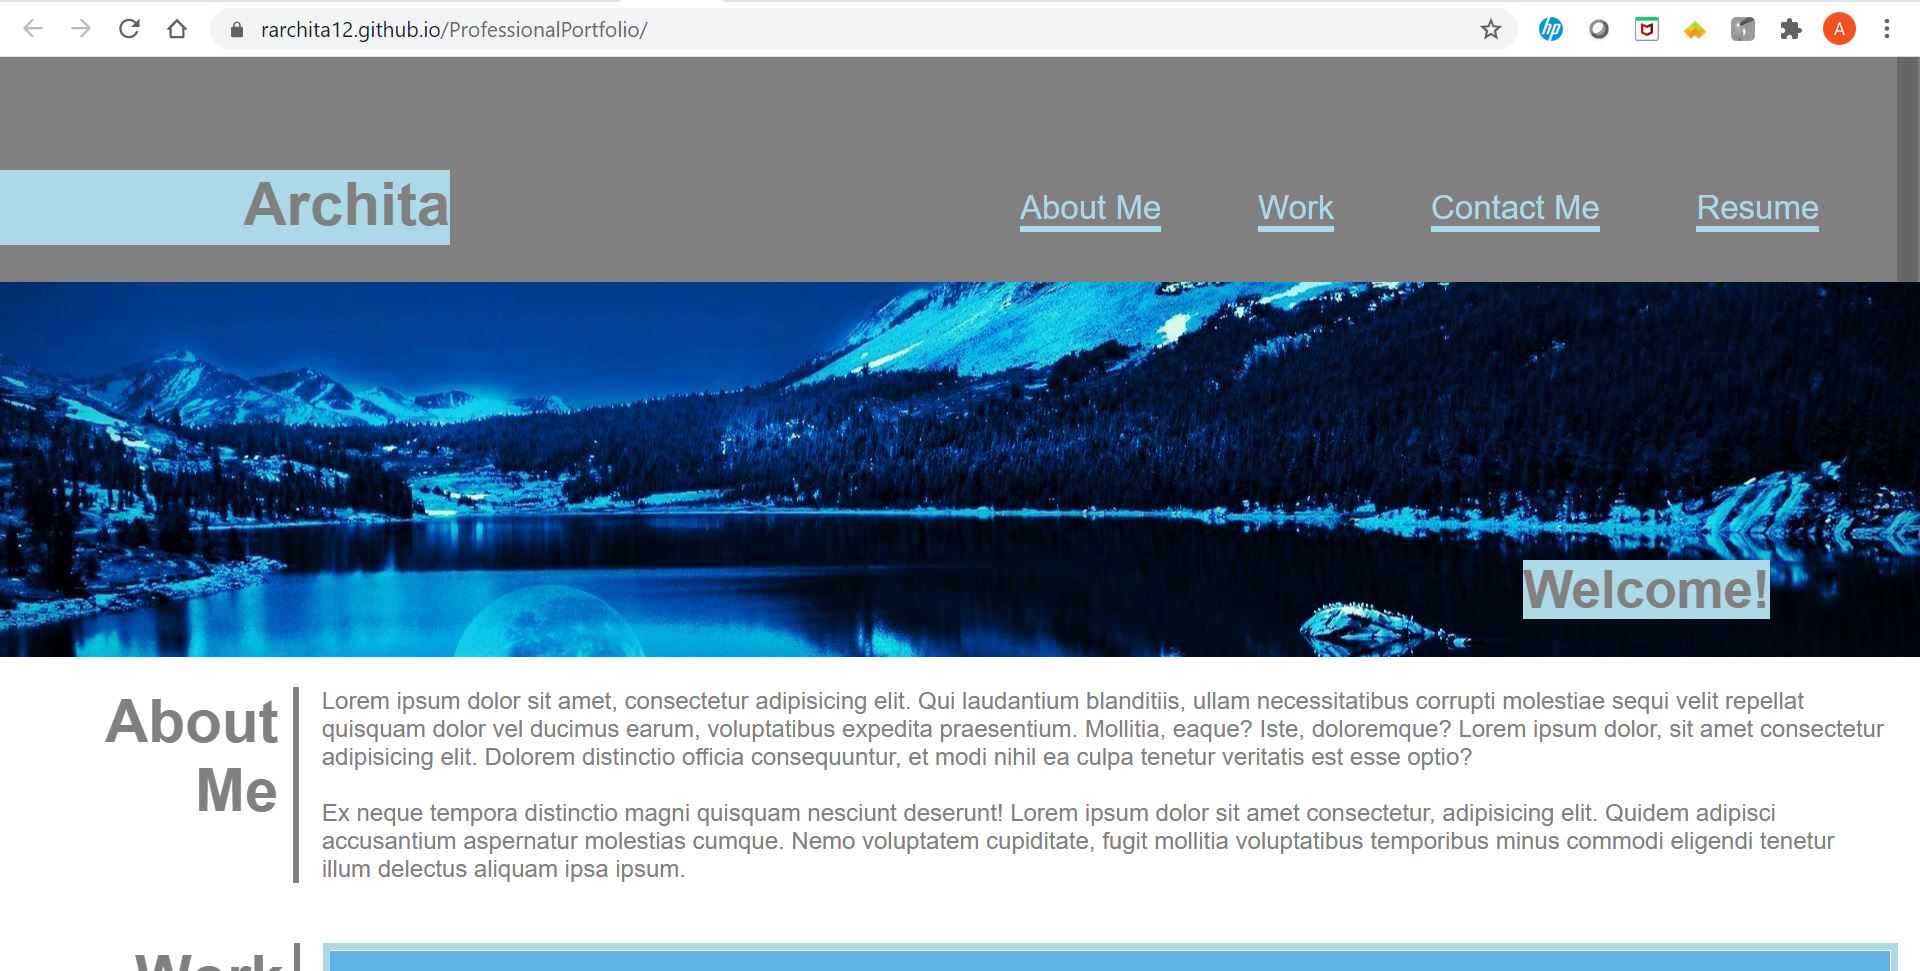 rarchita12.github.io/ProfessionalPortfolio/
A
Archita
About Me
Work
Contact Me
Resume
Welcome!
About
Me
Lorem ipsum dolor sit amet, consectetur adipisicing elit. Qui laudantium blanditiis, ullam necessitatibus corrupti molestiae sequi velit repellat
quisquam dolor vel ducimus earum, voluptatibus expedita praesentium. Mollitia, eaque? Iste, doloremque? Lorem ipsum dolor, sit amet consectetur
adipisicing elit. Dolorem distinctio officia consequuntur, et modi nihil ea culpa tenetur veritatis est esse optio?
Ex neque tempora distinctio magni quisquam nesciunt deserunt! Lorem ipsum dolor sit amet consectetur, adipisicing elit. Quidem adipisci
accusantium aspernatur molestias cumque. Nemo voluptatem cupiditate, fugit mollitia voluptatibus temporibus minus commodi eligendi tenetur
illum delectus aliquam ipsa ipsum.
Work